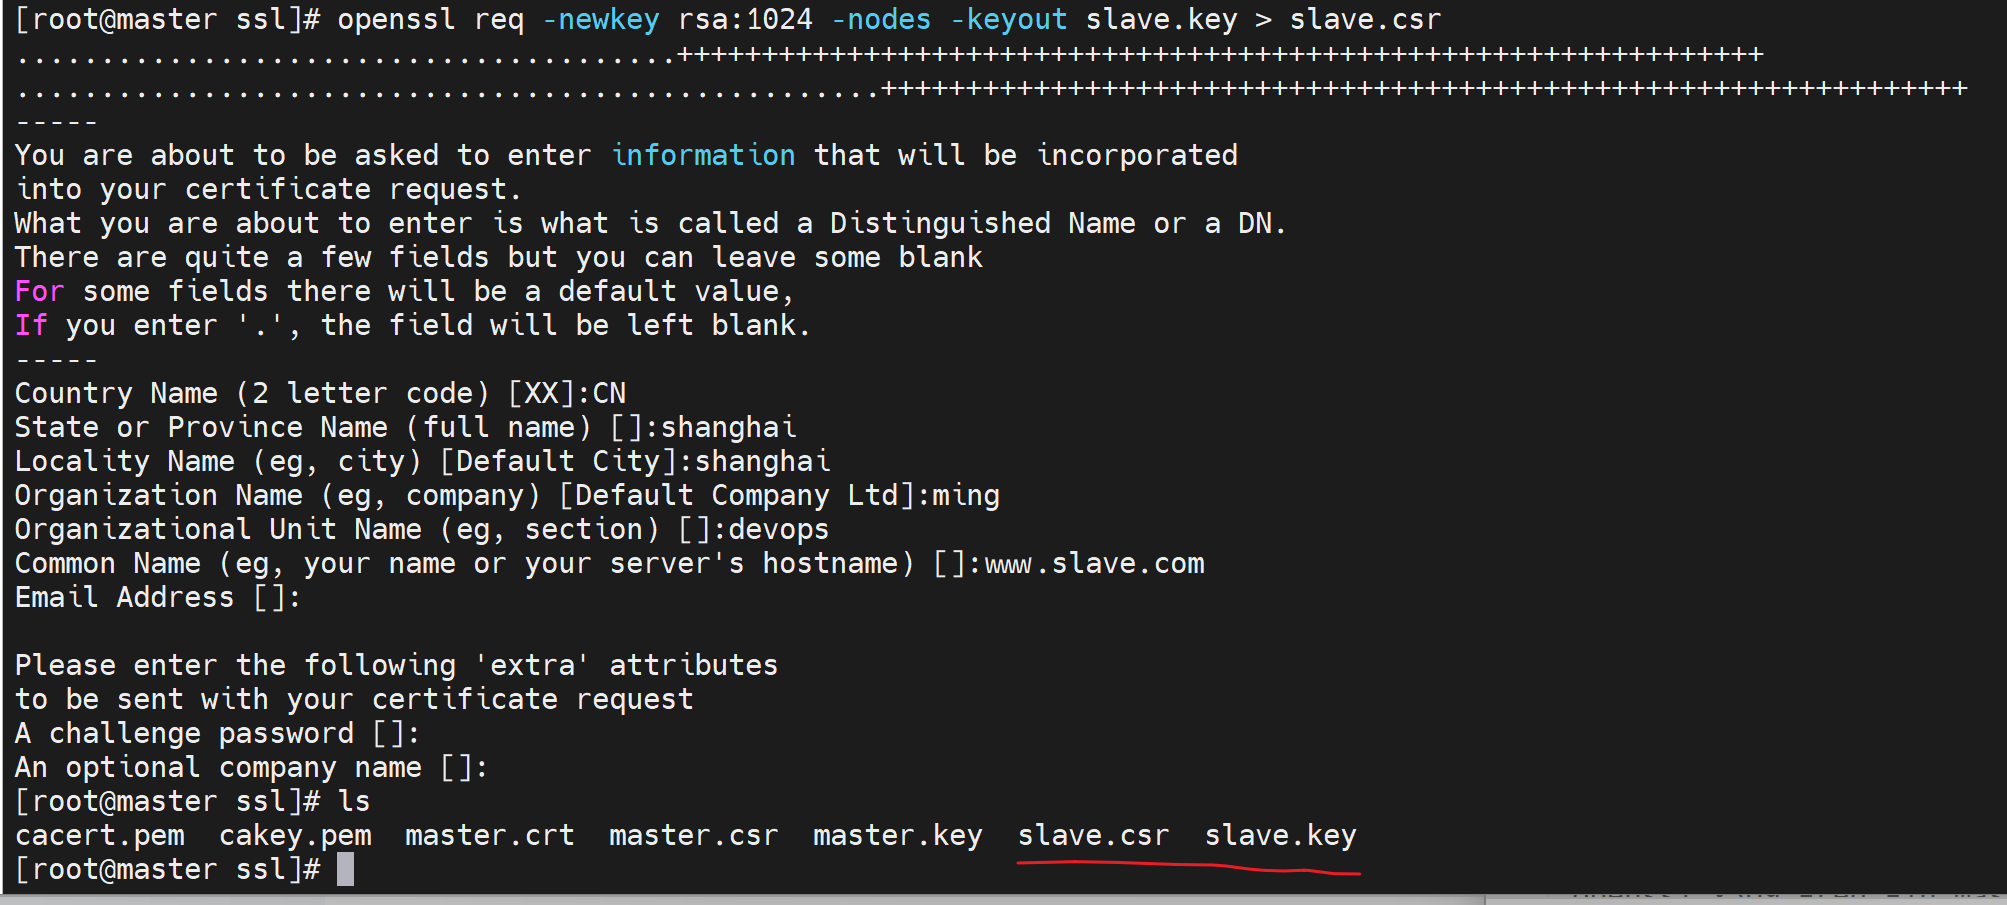 [root@master ssl]# openssl req -newkey rsa:1024 -nodes -keyout slave.key > slave.csr
.......................................++++++++++++++++++++++++++++++++++++++++++++++++++++++++++++++++
...................................................++++++++++++++++++++++++++++++++++++++++++++++++++++++++++++++++
-----
You are about to be asked to enter information that will be incorporated
into your certificate request.
What you are about to enter is what is called a Distinguished Name or a DN.
There are quite a few fields but you can leave some blank
For some fields there will be a default value,
If you enter '.', the field will be left blank.
-----
Country Name (2 letter code) [XX]:CN
State or Province Name (full name) []:shanghai
Locality Name (eg, city) [Default City]:shanghai
Organization Name (eg, company) [Default Company Ltd]:ming
Organizational Unit Name (eg, section) []:devops
Common Name (eg, your name or your server's hostname) []:www.slave.com
Email Address []:
Please enter the following 'extra' attributes
to be sent with your certificate request
A challenge password []:
An optional company name []:
[root@master ssl]# ls
cacert.pem cakey.pem master.crt master.csr master.key slave.csr slave.key
[root@master ssl]#